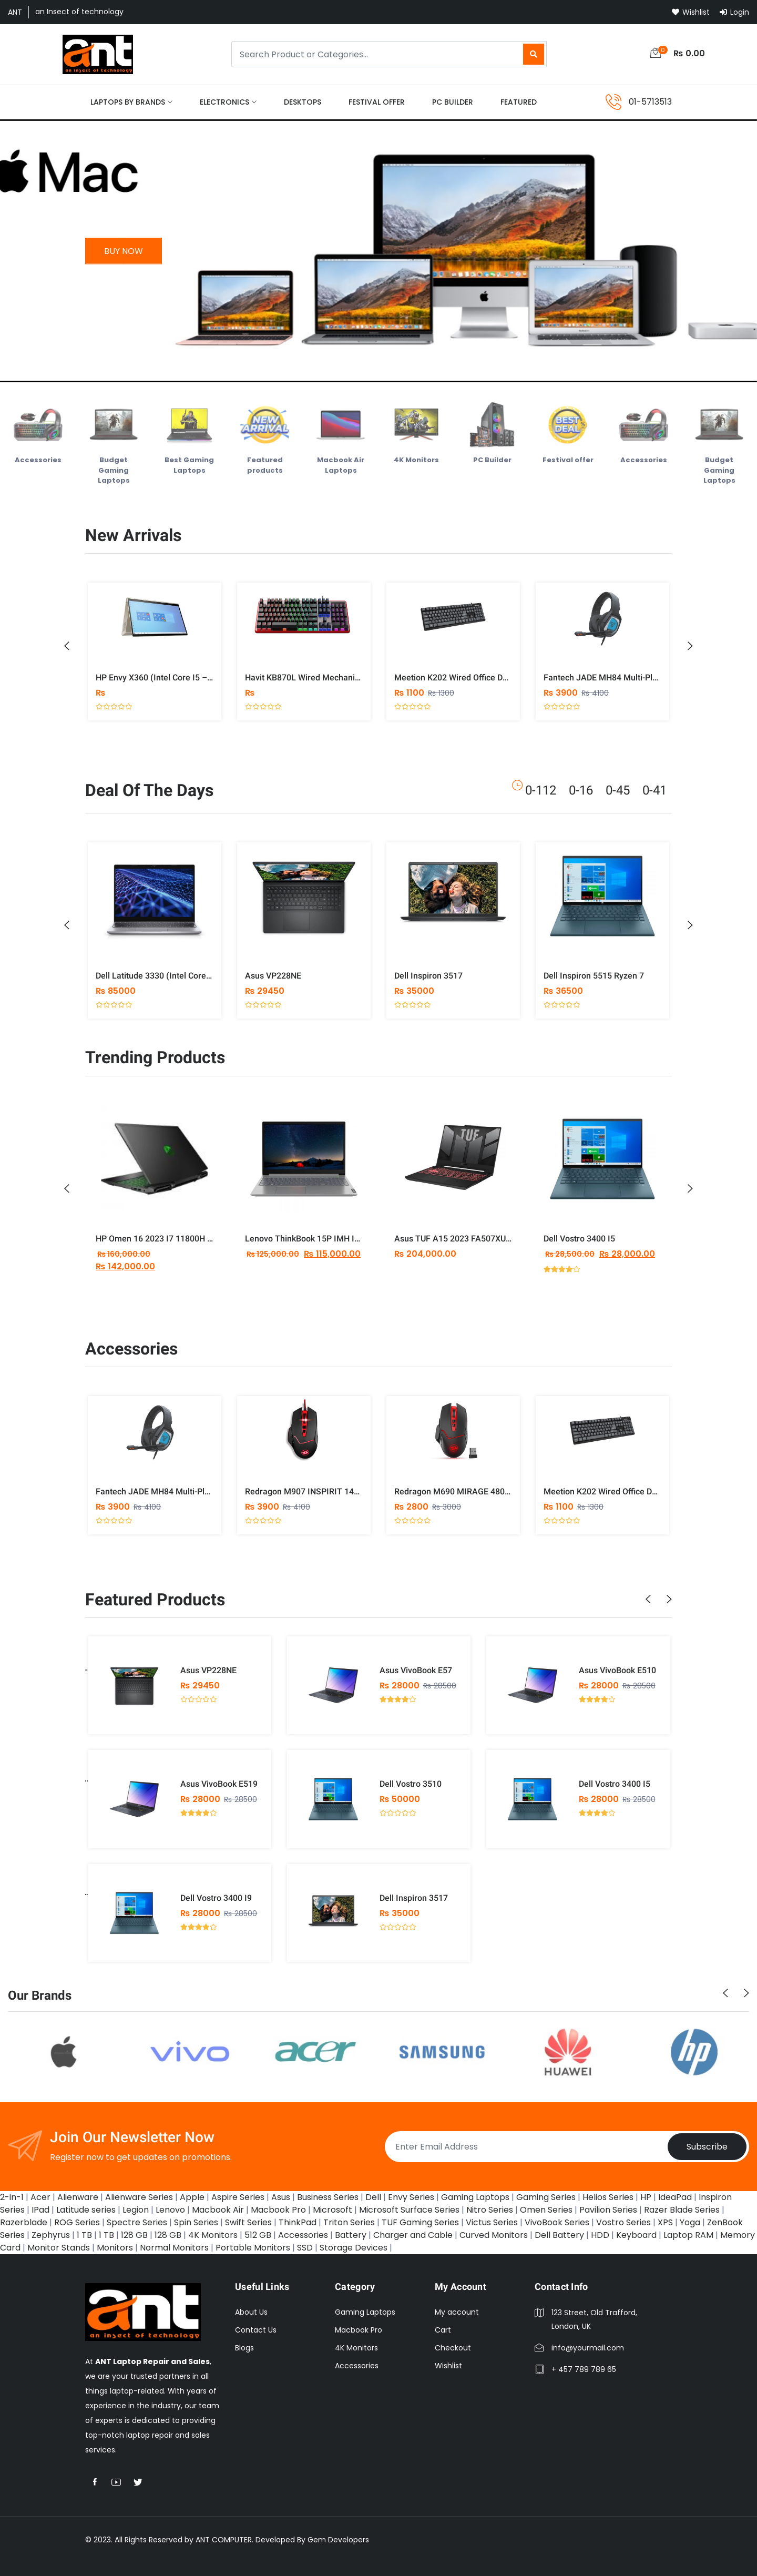 ANT | an Insect of technology
Wishlist Login
ant
an insect of technology
Search Product or Categories...
0 Rs 0.00
LAPTOPS BY BRANDS ELECTRONICS DESKTOPS FESTIVAL OFFER PC BUILDER FEATURED
01-5713513
Mac
BUY NOW
NEW ARRIVAL
BEST DEAL
Accessories
Budget Gaming Laptops
Best Gaming Laptops
Featured products
Macbook Air Laptops
4K Monitors
PC Builder
Festival offer
Accessories
Budget Gaming Laptops
New Arrivals
HP Envy X360 (Intel Core I5 –...
Rs
Havit KB870L Wired Mechani...
Rs
Meetion K202 Wired Office D...
Rs 1100 Rs 1300
Fantech JADE MH84 Multi-Pl...
Rs 3900 Rs 4100
Deal Of The Days
0-112 0-16 0-45 0-41
Dell Latitude 3330 (Intel Core...
Rs 85000
Asus VP228NE
Rs 29450
Dell Inspiron 3517
Rs 35000
Dell Inspiron 5515 Ryzen 7
Rs 36500
Trending Products
TUF
HP Omen 16 2023 I7 11800H ...
Rs 160,000.00
Rs 142,000.00
Lenovo ThinkBook 15P IMH I...
Rs 125,000.00 Rs 115,000.00
Asus TUF A15 2023 FA507XU...
Rs 204,000.00
Dell Vostro 3400 I5
Rs 28,500.00 Rs 28,000.00
Accessories
Fantech JADE MH84 Multi-Pl...
Rs 3900 Rs 4100
Redragon M907 INSPIRIT 14...
Rs 3900 Rs 4100
Redragon M690 MIRAGE 480...
Rs 2800 Rs 3000
Meetion K202 Wired Office D...
Rs 1100 Rs 1300
Featured Products
Asus VP228NE
Rs 29450
Asus VivoBook E57
Rs 28000 Rs 28500
Asus VivoBook E510
Rs 28000 Rs 28500
Asus VivoBook E519
Rs 28000 Rs 28500
Dell Vostro 3510
Rs 50000
Dell Vostro 3400 I5
Rs 28000 Rs 28500
Dell Vostro 3400 I9
Rs 28000 Rs 28500
Dell Inspiron 3517
Rs 35000
Our Brands
vivo acer SAMSUNG HUAWEI hp
Join Our Newsletter Now
Register now to get updates on promotions.
Enter Email Address
Subscribe
2-in-1 | Acer | Alienware | Alienware Series | Apple | Aspire Series | Asus | Business Series | Dell | Envy Series | Gaming Laptops | Gaming Series | Helios Series | HP | IdeaPad | Inspiron
Series | IPad | Latitude series | Legion | Lenovo | Macbook Air | Macbook Pro | Microsoft | Microsoft Surface Series | Nitro Series | Omen Series | Pavilion Series | Razer Blade Series |
Razerblade | ROG Series | Spectre Series | Spin Series | Swift Series | ThinkPad | Triton Series | TUF Gaming Series | Victus Series | VivoBook Series | Vostro Series | XPS | Yoga | ZenBook
Series | Zephyrus | 1 TB | 1 TB | 128 GB | 128 GB | 4K Monitors | 512 GB | Accessories | Battery | Charger and Cable | Curved Monitors | Dell Battery | HDD | Keyboard | Laptop RAM | Memory
Card | Monitor Stands | Monitors | Normal Monitors | Portable Monitors | SSD | Storage Devices |
ant
an insect of technology
At ANT Laptop Repair and Sales,
we are your trusted partners in all
things laptop-related. With years of
experience in the industry, our team
of experts is dedicated to providing
top-notch laptop repair and sales
services.
Useful Links
About Us
Contact Us
Blogs
Category
Gaming Laptops
Macbook Pro
4K Monitors
Accessories
My Account
My account
Cart
Checkout
Wishlist
Contact Info
123 Street, Old Trafford,
London, UK
info@yourmail.com
+ 457 789 789 65
© 2023. All Rights Reserved by ANT COMPUTER. Developed By Gem Developers